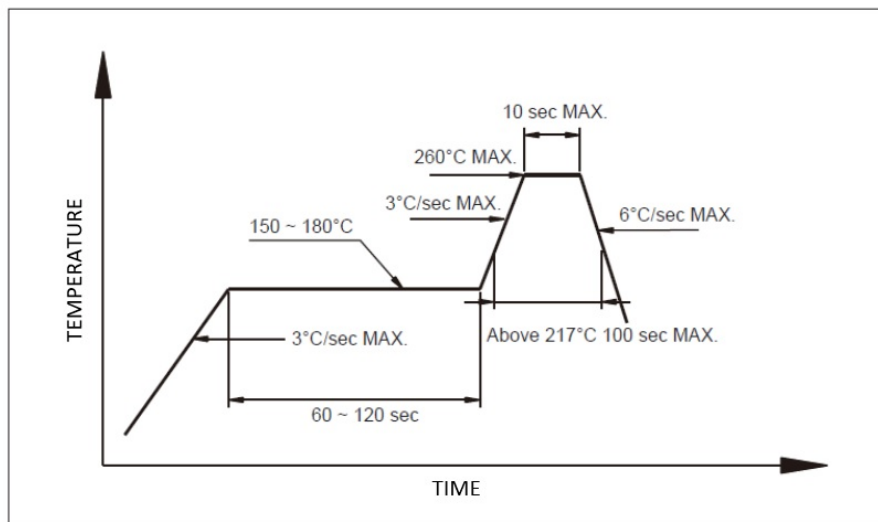 10 sec MAX.
260°C MAX.
3°C/sec MAX.
6°C/sec MAX.
150 ~ 180°C
TEMPERATURE
3°C/sec MAX.
Above 217°C 100 sec MAX.
60 ~ 120 sec
TIME